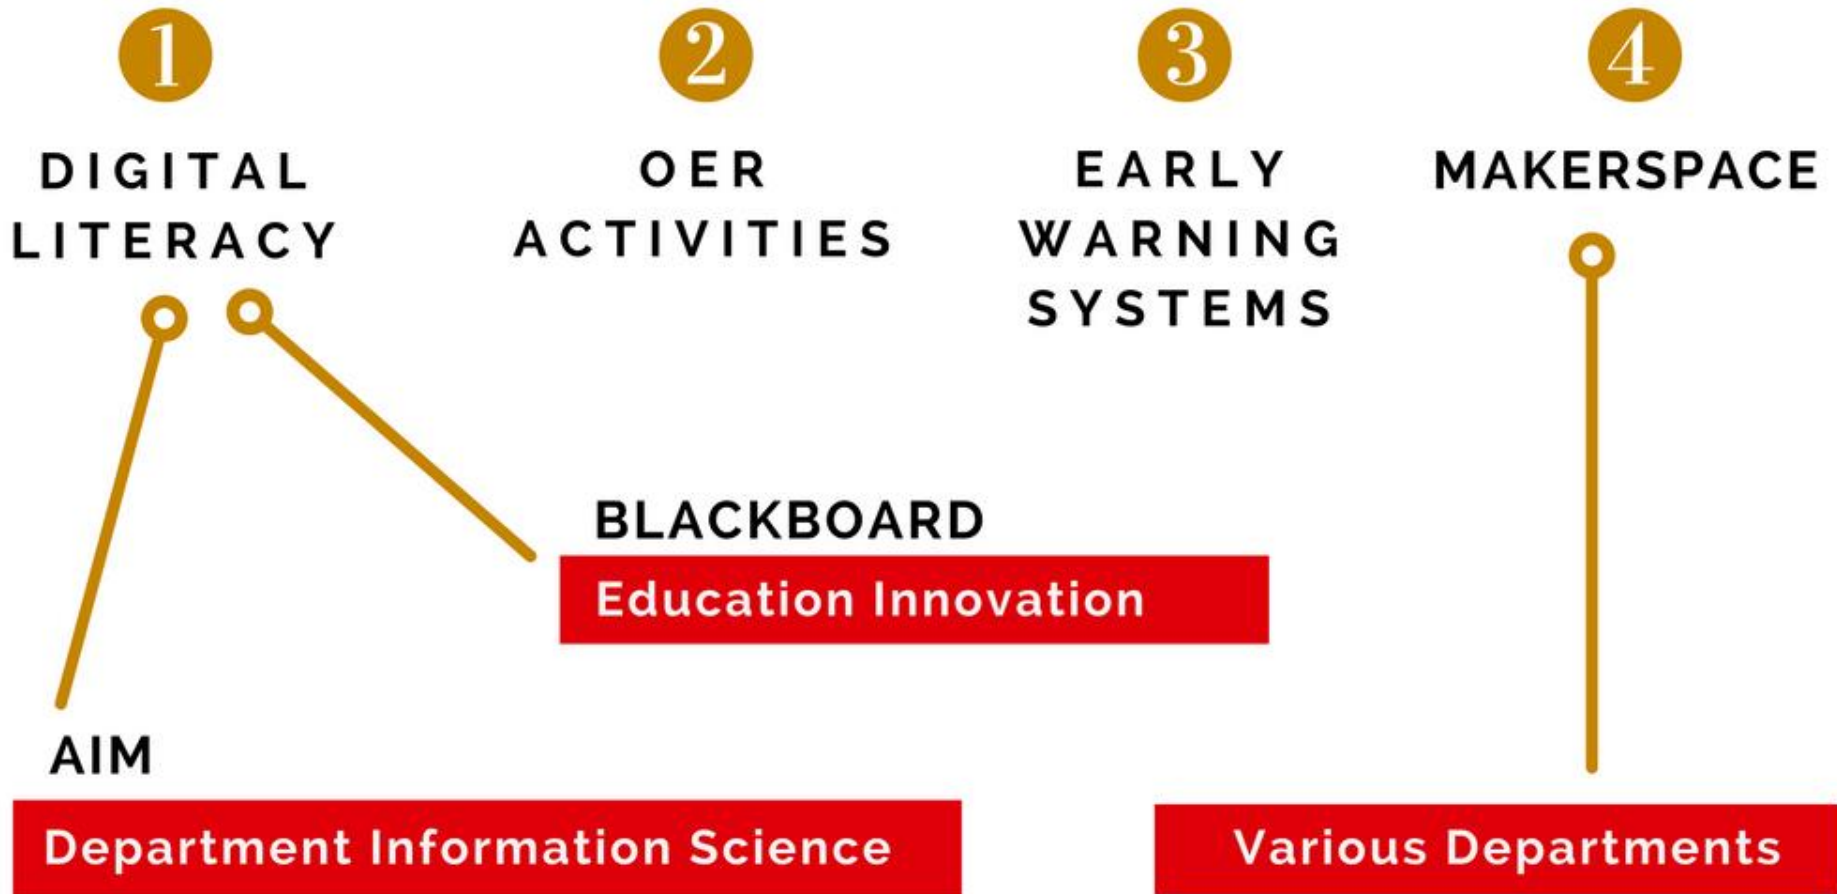 1
DIGITAL
LITERACY
2
OER
ACTIVITIES
3
EARLY
WARNING
SYSTEMS
4
MAKERSPACE
BLACKBOARD
Education Innovation
AIM
Department Information Science
Various Departments